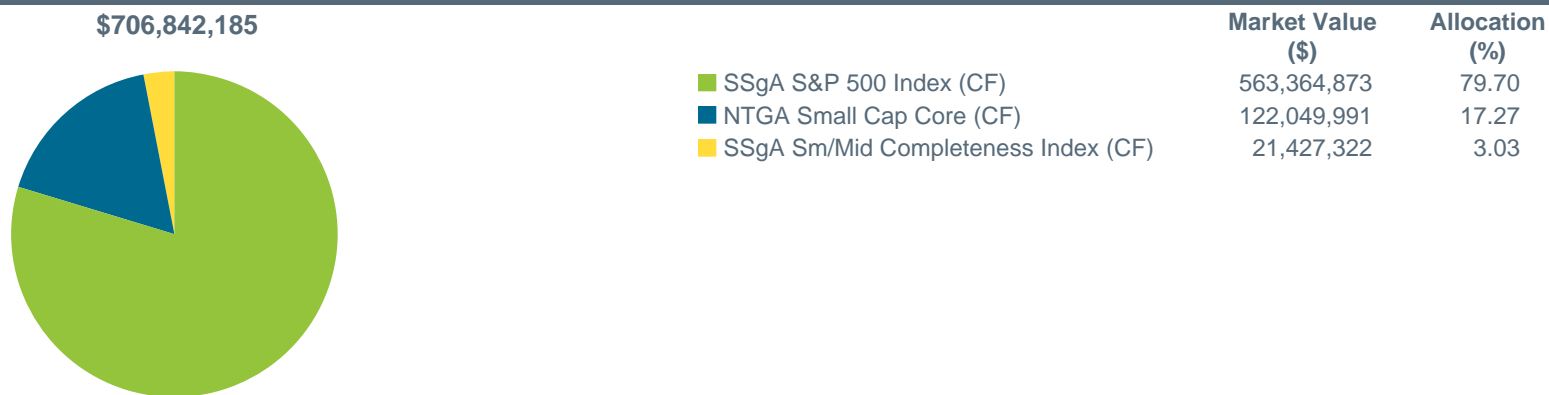 $706,842,185
Market Value Allocation
($) (%)
SSgA S&P 500 Index (CF) 563,364,873 79.70
NTGA Small Cap Core (CF) 122,049,991 17.27
SSgA Sm/Mid Completeness Index (CF) 21,427,322 3.03